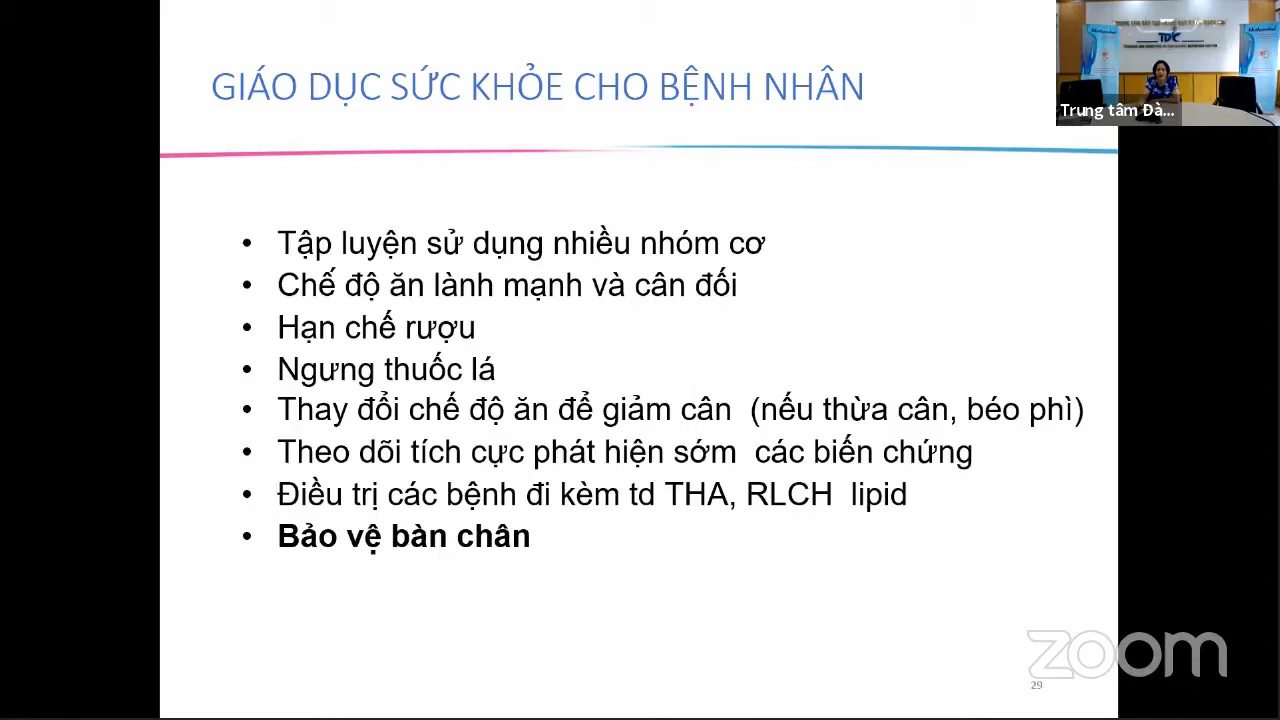 GIÁO DỤC SỨC KHỎE CHO BỆNH NHÂN
TDC
Trung tâm Đà...
• Tập luyện sử dụng nhiều nhóm cơ
• Chế độ ăn lành mạnh và cân đối
• Hạn chế rượu
• Ngưng thuốc lá
• Thay đổi chế độ ăn để giảm cân (nếu thừa cân, béo phì)
• Theo dõi tích cực phát hiện sớm các biến chứng
• Điều trị các bệnh đi kèm td THA, RLCH lipid
• Bảo vệ bàn chân
zoom
29